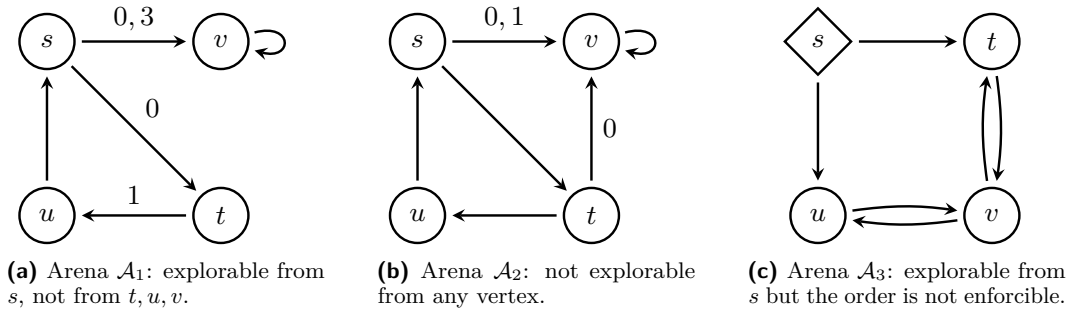 s
0, 3
v
0
u
1
t
(a) Arena A₁: explorable from
s, not from t, u, v.
s
0, 1
v
0
u
t
(b) Arena A₂: not explorable
from any vertex.
s
t
u
v
(c) Arena A₃: explorable from
s but the order is not enforcible.